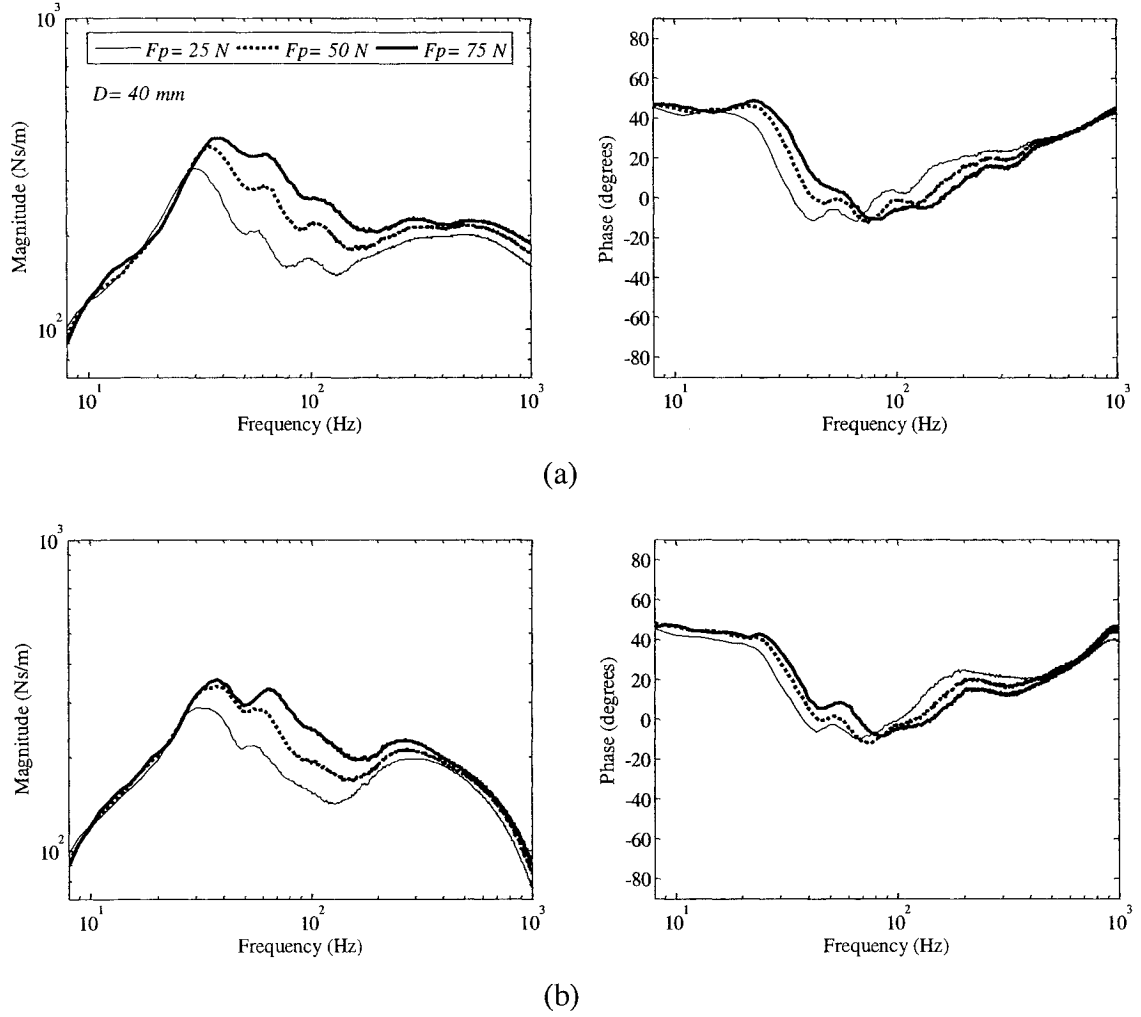 10^3
Fp= 25 N Fp= 50 N Fp= 75 N
D= 40 mm
Magnitude (Ns/m)
10^2
10^1 10^2 10^3
Frequency (Hz)
80
60
40
20
0
-20
-40
-60
-80
Phase (degrees)
10^1 10^2 10^3
Frequency (Hz)
(a)
10^3
Magnitude (Ns/m)
10^2
10^1 10^2 10^3
Frequency (Hz)
80
60
40
20
0
-20
-40
-60
-80
Phase (degrees)
10^1 10^2 10^3
Frequency (Hz)
(b)